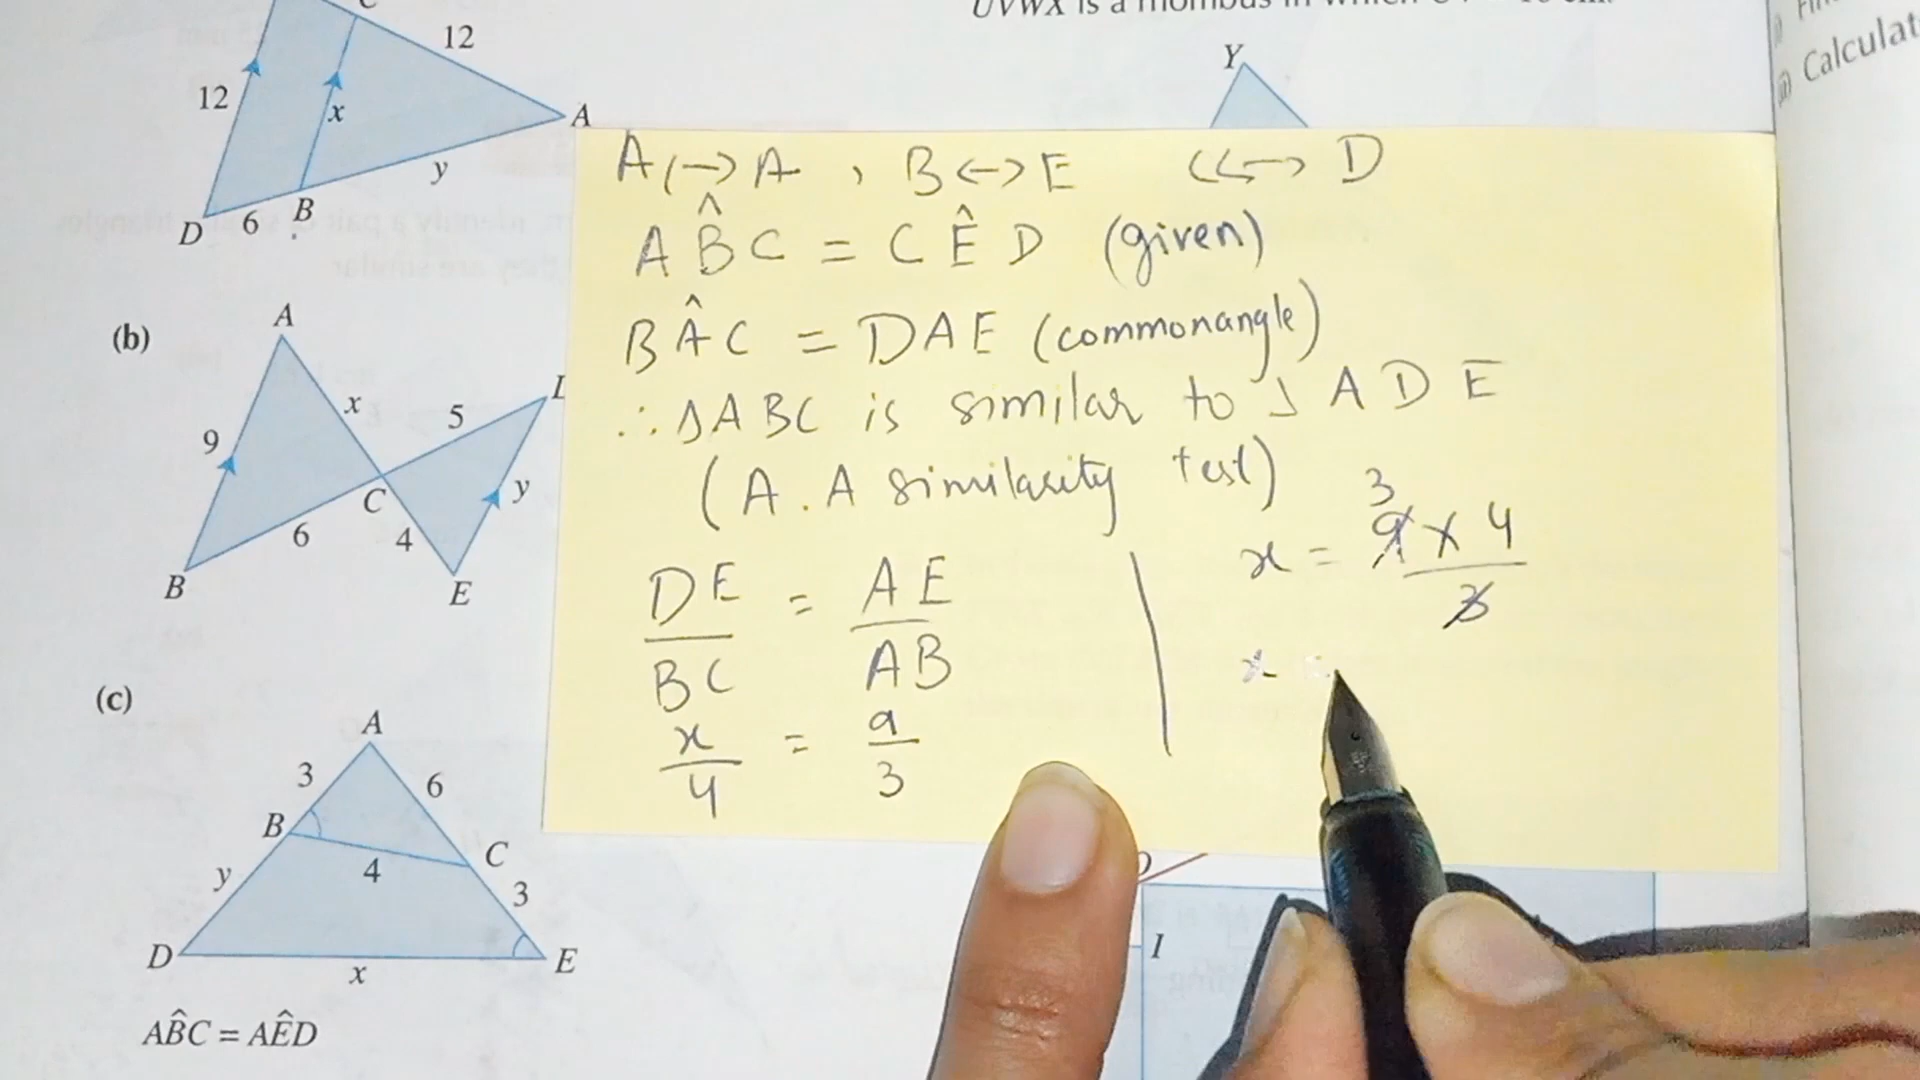 UVWX is a rhombus in which
12
Calculat
Y
12
x
A
y
D
6
B
A ↔ A , B ↔ E C ↔ D
AB̂C = CÊD (given)
BÂC = DAE (common angle)
∴ ΔABC is similar to Δ ADE
(A.A similarity test)
DE/BC = AE/AB
x/4 = 9/3
x = 9 × 4 / 3
3
x =
(b)
A
9
x
5
y
C
6
4
B
E
(c)
A
3
6
B
C
4
y
3
D
E
x
I
AB̂C = AÊD